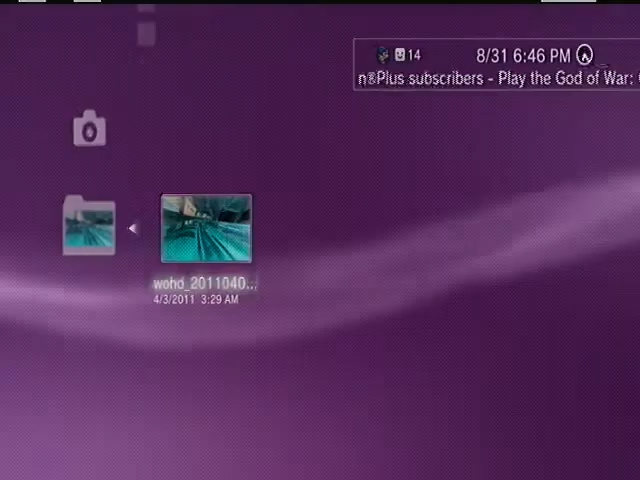 14 8/31 6:46 PM
n®Plus subscribers - Play the God of War:
wohd_2011040...
4/3/2011 3:29 AM